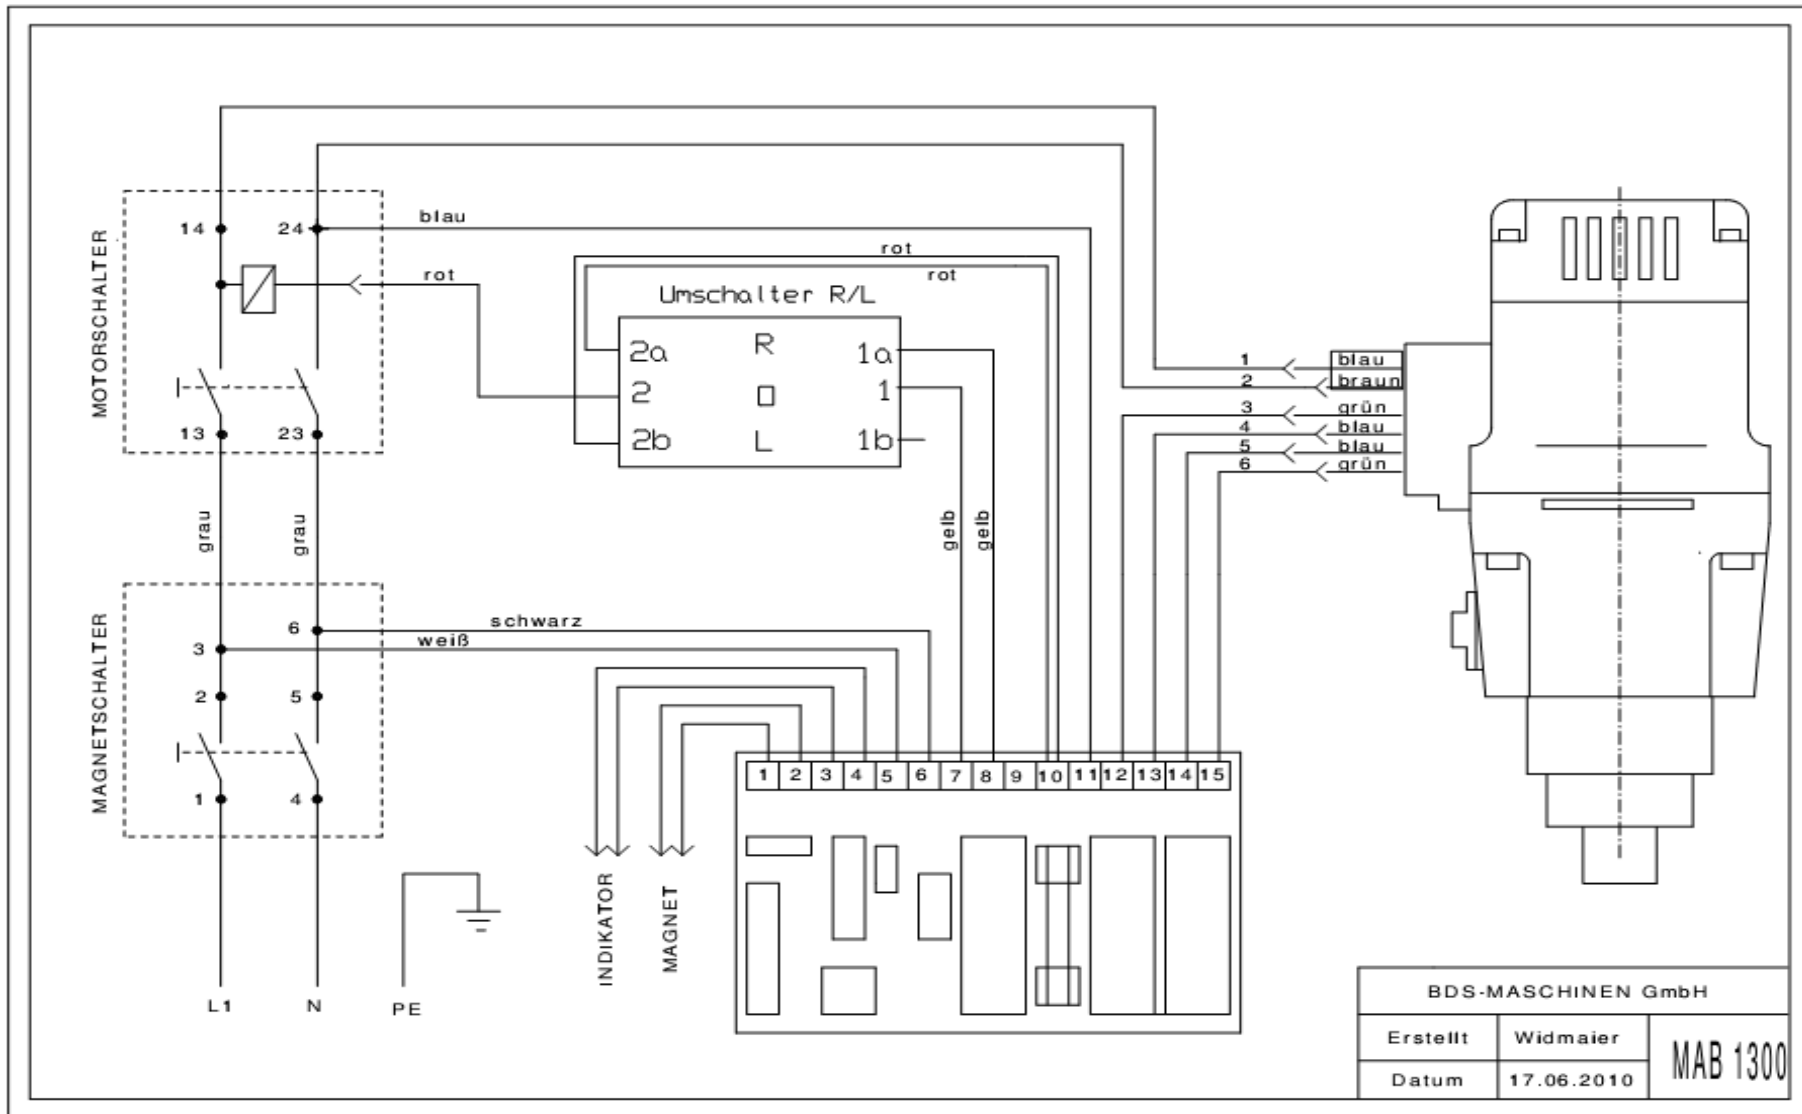 blau
14
24
rot
rot
rot
MOTORSCHALTER
Umschalter R/L
2a R 1a
2 0 1
2b L 1b
13
23
1 blau
2 braun
3 grün
4 blau
5 blau
6 grün
grau
grau
gelb
gelb
MAGNETSCHALTER
6
schwarz
3
weiß
2
5
1
4
1 2 3 4 5 6 7 8 9 10 11 12 13 14 15
INDIKATOR
MAGNET
L1
N
PE
BDS-MASCHINEN GmbH
Erstellt Widmaier
MAB 1300
Datum 17.06.2010